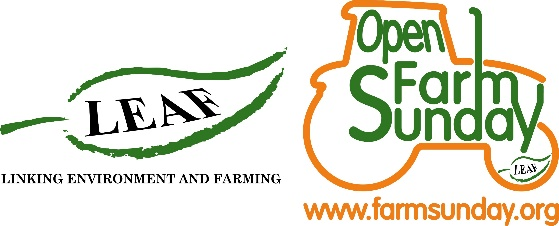 LEAF
LINKING ENVIRONMENT AND FARMING
Open
Farm
Sunday
LEAF
www.farmsunday.org